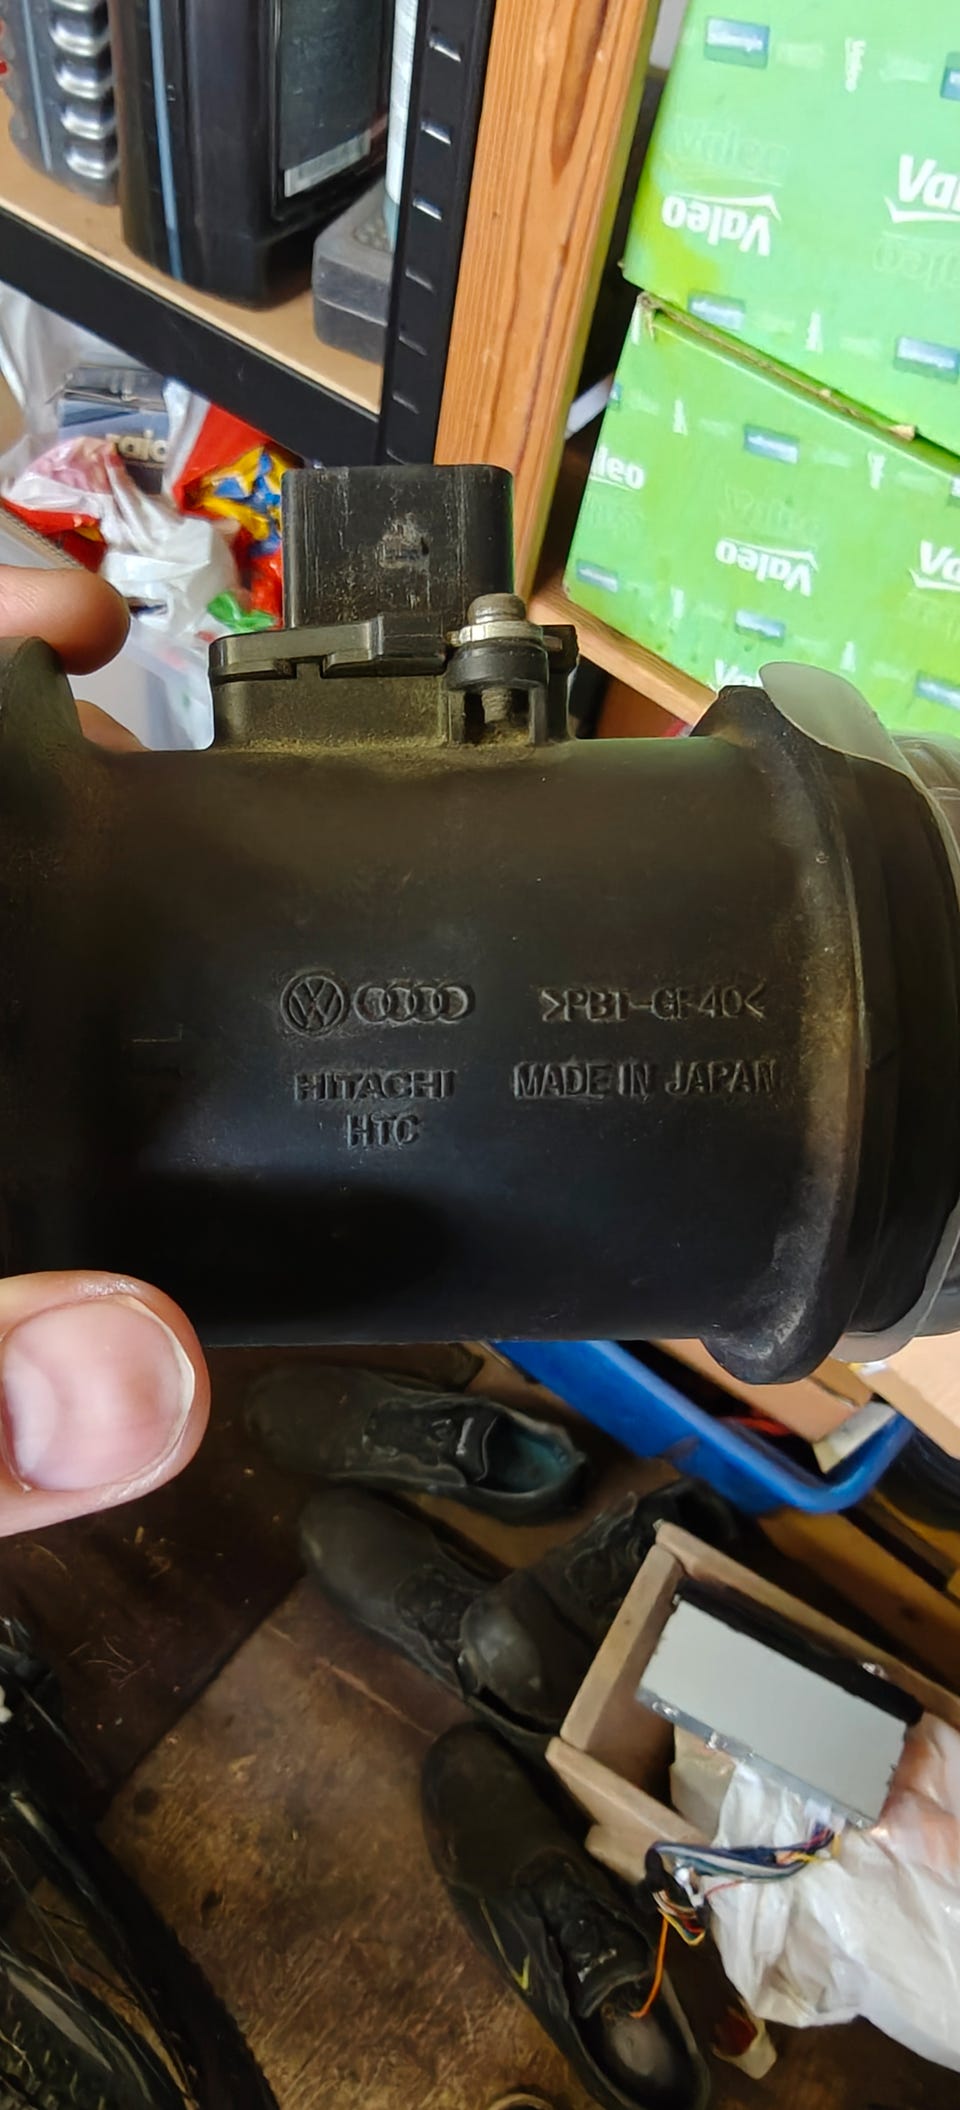 Valeo
Valeo
Valeo
HITACHI
HTC
>PBT-GF40<
MADE IN JAPAN